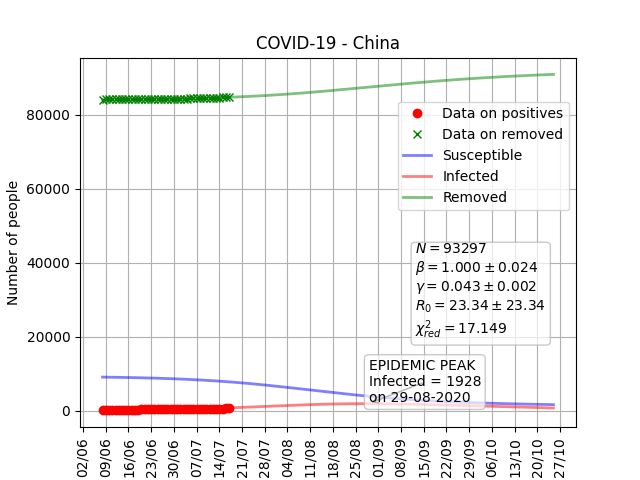 COVID-19 - China
Number of people
80000
60000
40000
20000
0
Data on positives
Data on removed
Susceptible
Infected
Removed
N = 93297
β = 1.000 ± 0.024
γ = 0.043 ± 0.002
R₀ = 23.34 ± 23.34
χ²red = 17.149
EPIDEMIC PEAK
Infected = 1928
on 29-08-2020
02/06 09/06 16/06 23/06 30/06 07/07 14/07 21/07 28/07 04/08 11/08 18/08 25/08 01/09 08/09 15/09 22/09 29/09 06/10 13/10 20/10 27/10